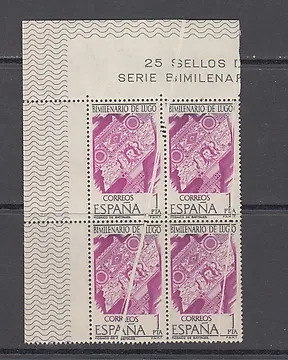 25 SELLOS D
SERIE BIMILENAR
BIMILENARIO DE LUGO
BIMILENARIO DE LUGO
CORREOS
ESPAÑA 1
PTA
CORREOS
ESPAÑA 1
PTA
BIMILENARIO DE LUGO
BIMILENARIO DE LUGO
CORREOS
ESPAÑA 1
PTA
CORREOS
ESPAÑA 1
PTA